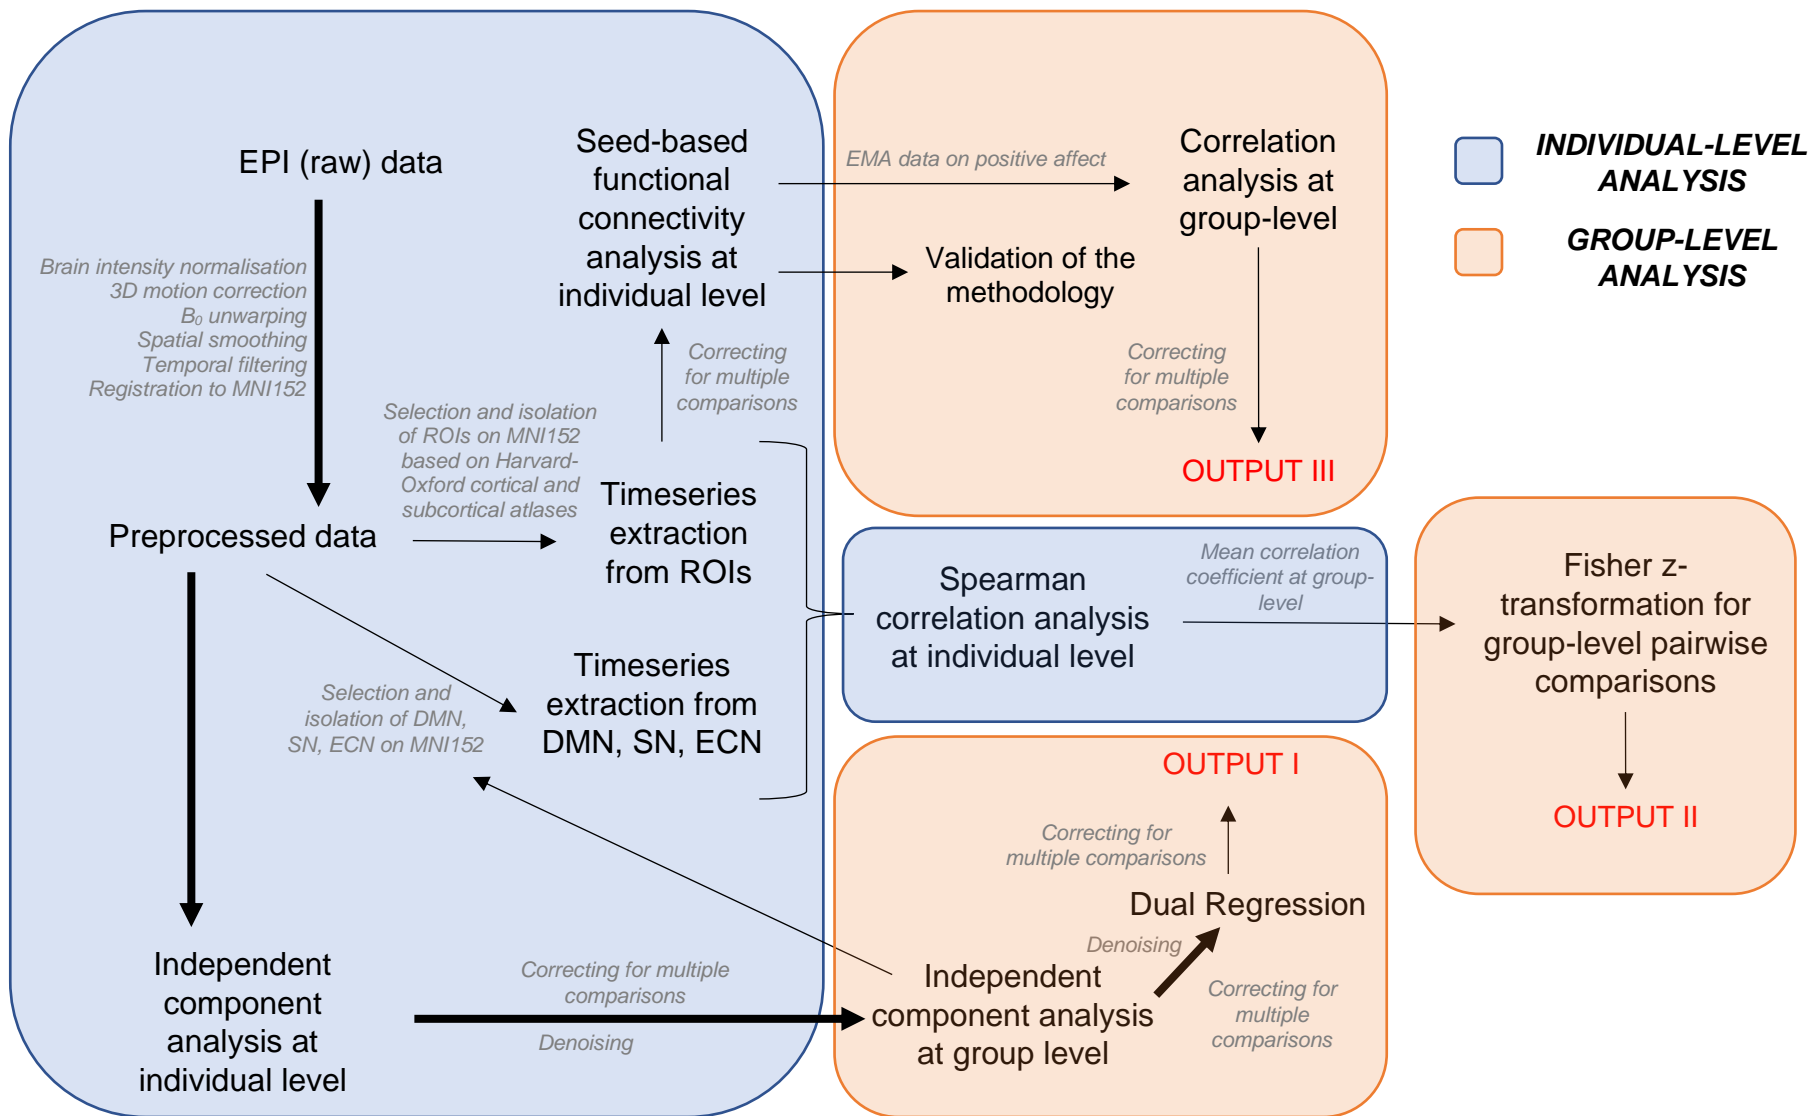 EPI (raw) data
Brain intensity normalisation
3D motion correction
B₀ unwarping
Spatial smoothing
Temporal filtering
Registration to MNI152
Preprocessed data
Selection and isolation
of ROIs on MNI152
based on Harvard-
Oxford cortical and
subcortical atlases
Seed-based
functional
connectivity
analysis at
individual level
Correcting
for multiple
comparisons
Timeseries
extraction
from ROIs
Timeseries
extraction from
DMN, SN, ECN
Selection and
isolation of DMN,
SN, ECN on MNI152
Independent
component
analysis at
individual level
Correcting for multiple
comparisons
Denoising
EMA data on positive affect
Correlation
analysis at
group-level
Validation of the
methodology
Correcting
for multiple
comparisons
OUTPUT III
Spearman
correlation analysis
at individual level
Mean correlation
coefficient at group-
level
Fisher z-
transformation for
group-level pairwise
comparisons
OUTPUT II
OUTPUT I
Correcting for
multiple comparisons
Dual Regression
Denoising
Independent
component analysis
at group level
Correcting for
multiple
comparisons
INDIVIDUAL-LEVEL
ANALYSIS
GROUP-LEVEL
ANALYSIS